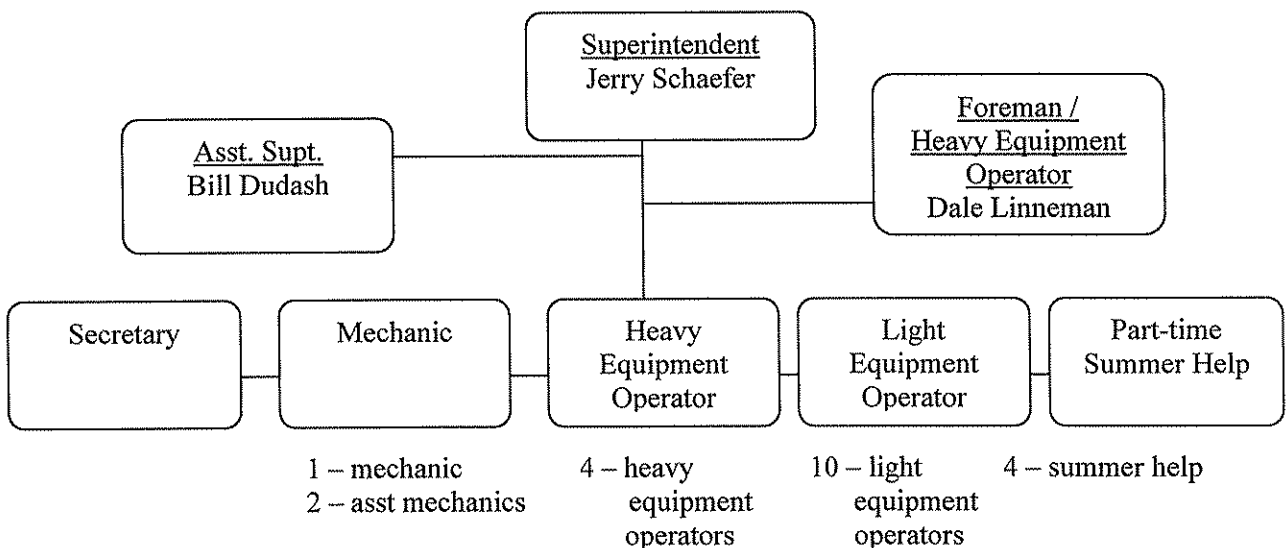 Superintendent
Jerry Schaefer
Asst. Supt.
Bill Dudash
Foreman /
Heavy Equipment
Operator
Dale Linneman
Secretary
Mechanic
Heavy
Equipment
Operator
Light
Equipment
Operator
Part-time
Summer Help
1 – mechanic
2 – asst mechanics
4 – heavy
equipment
operators
10 – light
equipment
operators
4 – summer help